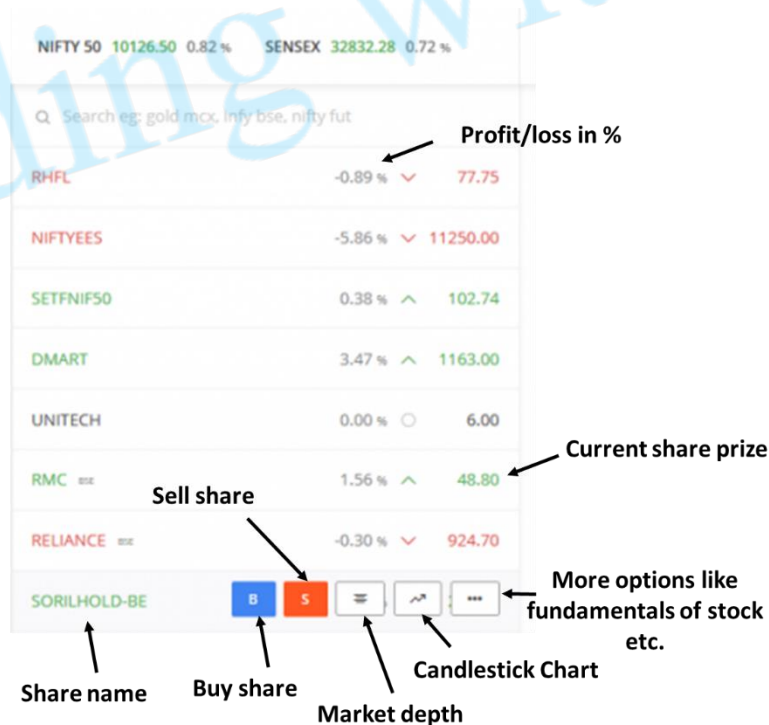 ding wi
NIFTY 50 10126.50 0.82 % SENSEX 32832.28 0.72 %
Search eg: gold mcx, infy bse, nifty fut
Profit/loss in %
RHFL -0.89 % 77.75
NIFTYEES -5.86 % 11250.00
SETFNIF50 0.38 % 102.74
DMART 3.47 % 1163.00
UNITECH 0.00 % 6.00
Current share prize
RMC BSE 1.56 % 48.80
Sell share
RELIANCE BSE -0.30 % 924.70
SORILHOLD-BE B S
More options like
fundamentals of stock
etc.
Candlestick Chart
Share name Buy share
Market depth